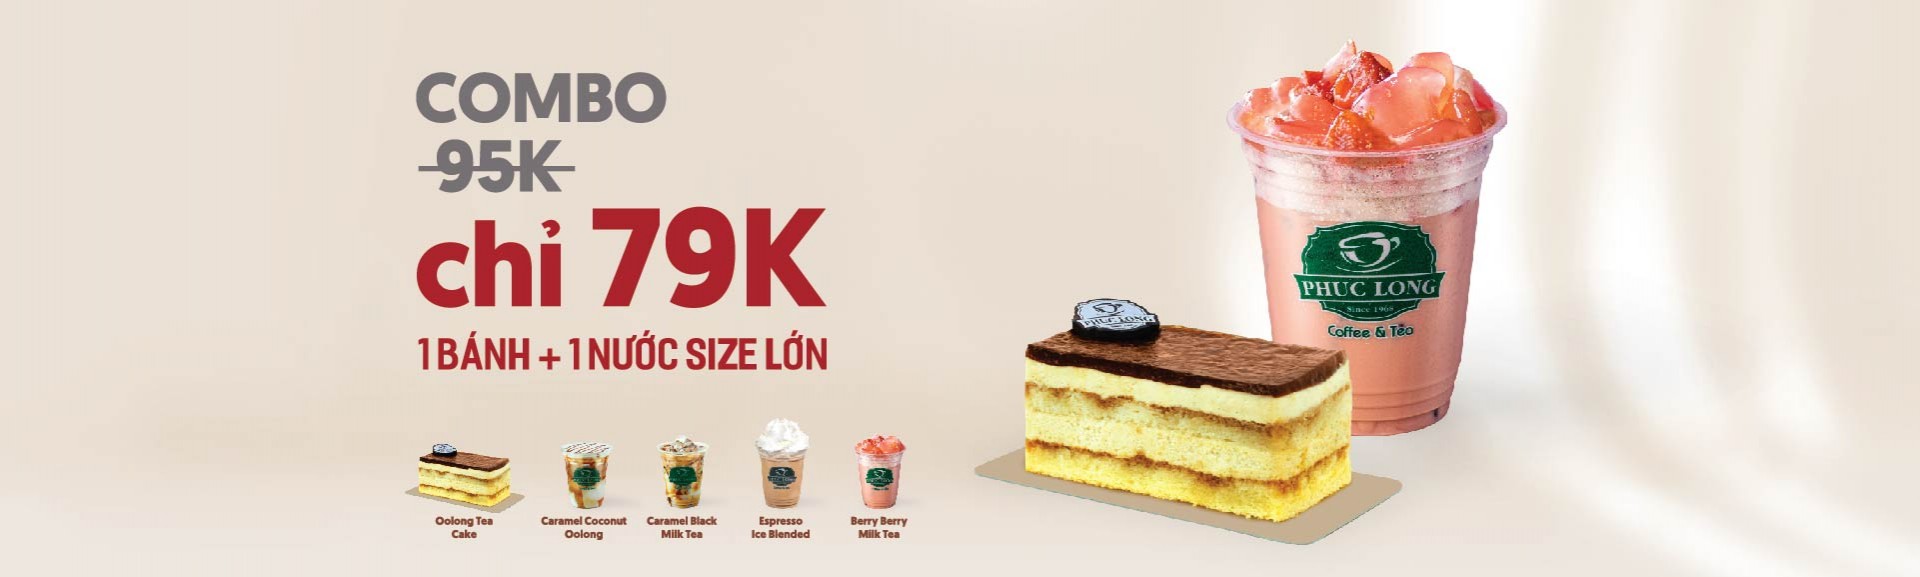 COMBO
95K
chỉ 79K
1 BÁNH + 1 NƯỚC SIZE LỚN
Oolong Tea
Cake
Caramel Coconut
Oolong
Caramel Black
Milk Tea
Espresso
Ice Blended
Berry Berry
Milk Tea
PHUC LONG
PHUC LONG
Since 1968
Coffee & Tea